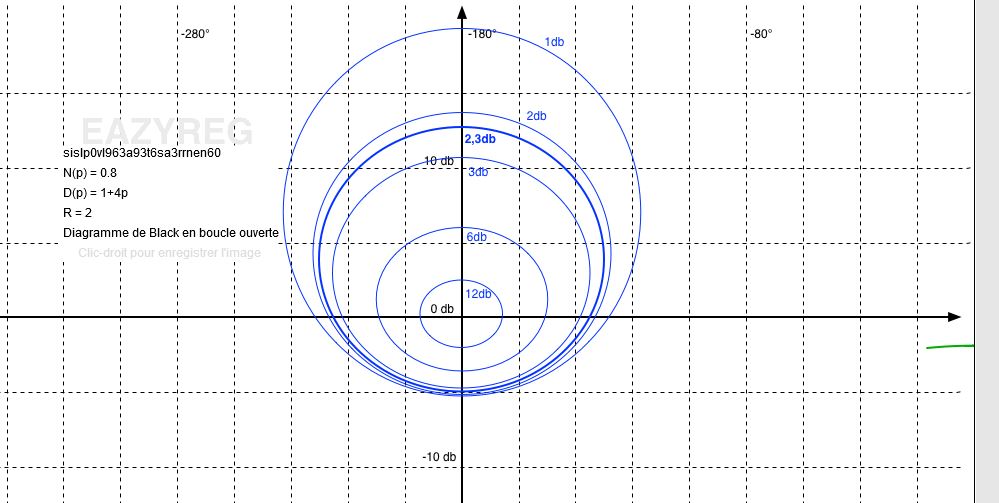 -280°
-180°
-80°
1db
2db
2,3db
3db
6db
12db
10 db
0 db
-10 db
EAZYREG
sislp0vl963a93t6sa3rrnen60
N(p) = 0.8
D(p) = 1+4p
R = 2
Diagramme de Black en boucle ouverte
Clic-droit pour enregistrer l'image